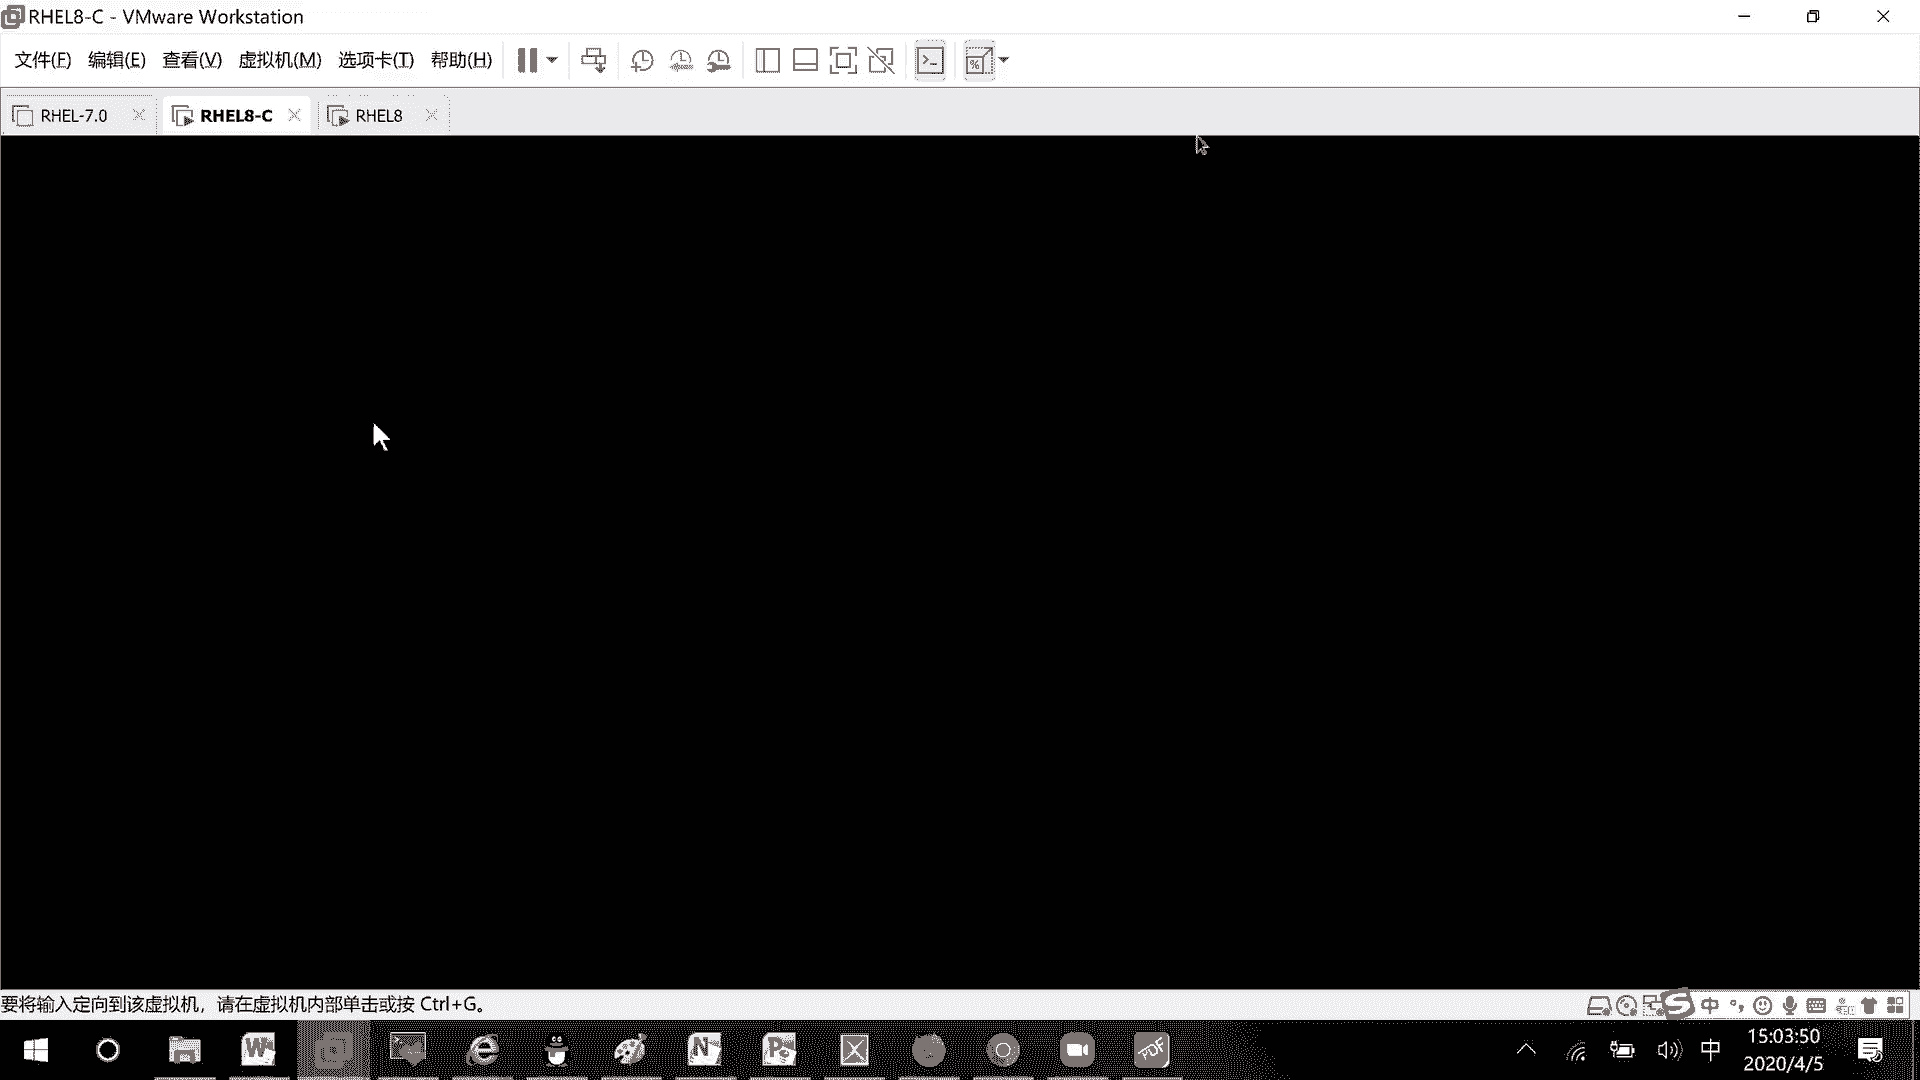 RHEL8-C - VMware Workstation
文件(F) 编辑(E) 查看(V) 虚拟机(M) 选项卡(T) 帮助(H)
RHEL-7.0 RHEL8-C RHEL8
要将输入定向到该虚拟机，请在虚拟机内部单击或按 Ctrl+G。
中
中
15:03:50
2020/4/5